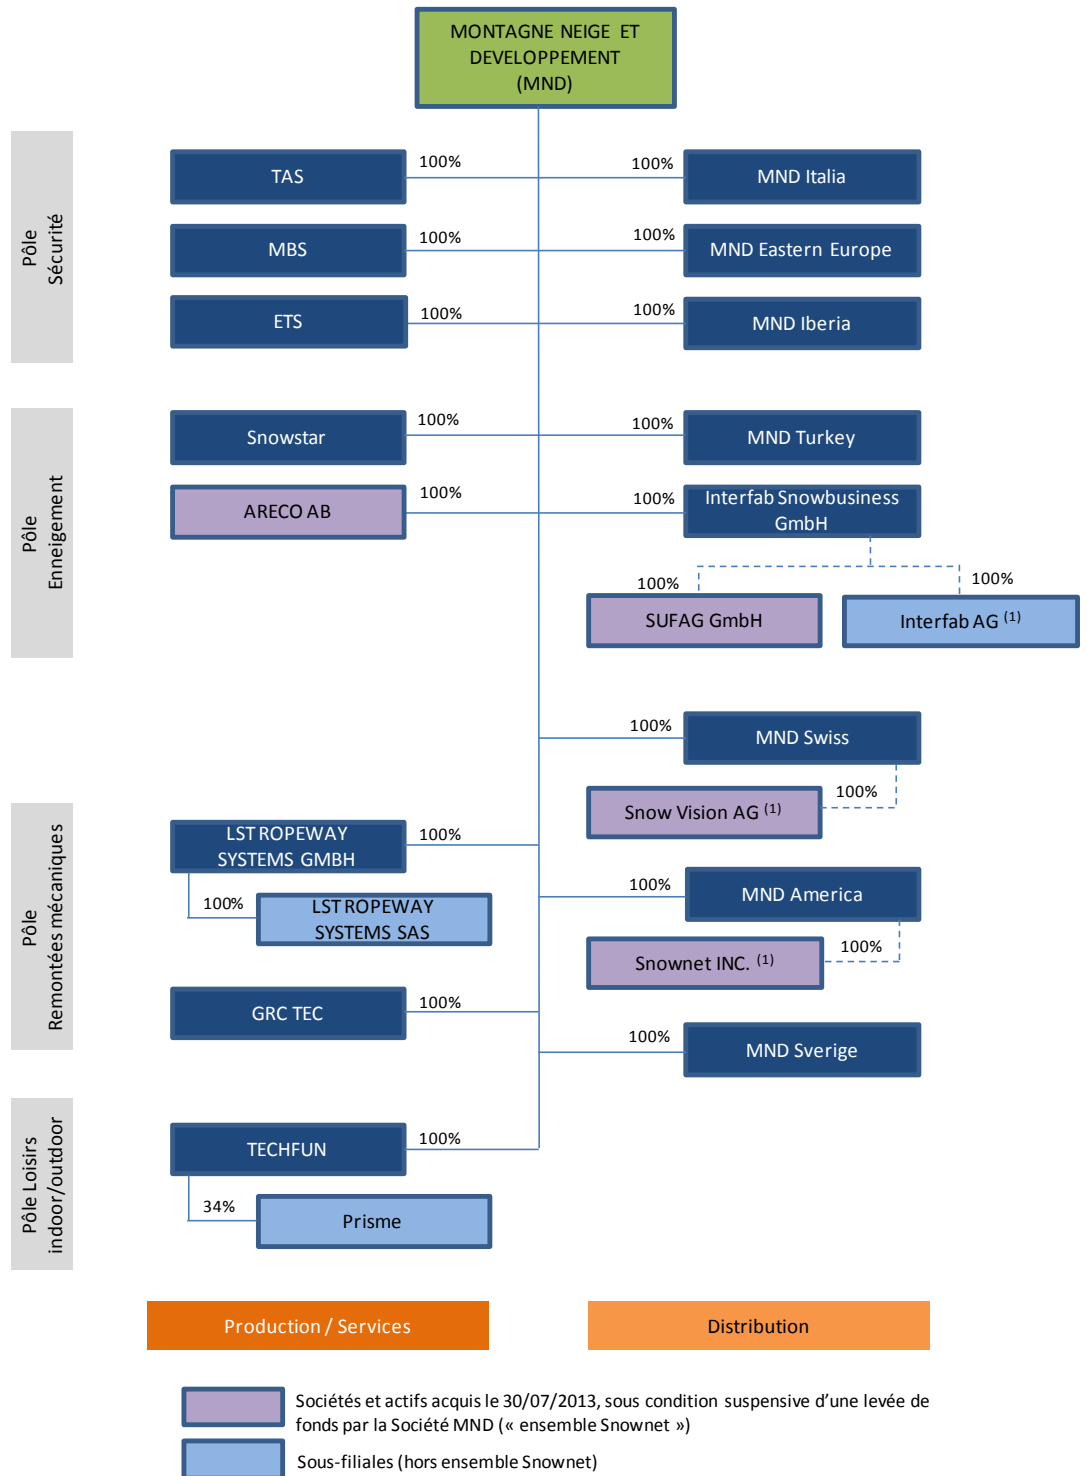 MONTAGNE NEIGE ET
DEVELOPPEMENT
(MND)
Pôle
Sécurité
TAS
100%
100%
MND Italia
MBS
100%
100%
MND Eastern Europe
ETS
100%
100%
MND Iberia
Pôle
Enneigement
Snowstar
100%
100%
MND Turkey
ARECO AB
100%
100%
Interfab Snowbusiness
GmbH
100%
100%
SUFAG GmbH
Interfab AG (1)
100%
MND Swiss
100%
Snow Vision AG (1)
Pôle
Remontées mécaniques
LST ROPEWAY
SYSTEMS GMBH
100%
100%
LST ROPEWAY
SYSTEMS SAS
100%
MND America
100%
Snownet INC. (1)
GRC TEC
100%
100%
MND Sverige
Pôle Loisirs
indoor/outdoor
TECHFUN
100%
34%
Prisme
Production / Services
Distribution
Sociétés et actifs acquis le 30/07/2013, sous condition suspensive d’une levée de
fonds par la Société MND (« ensemble Snownet »)
Sous-filiales (hors ensemble Snownet)